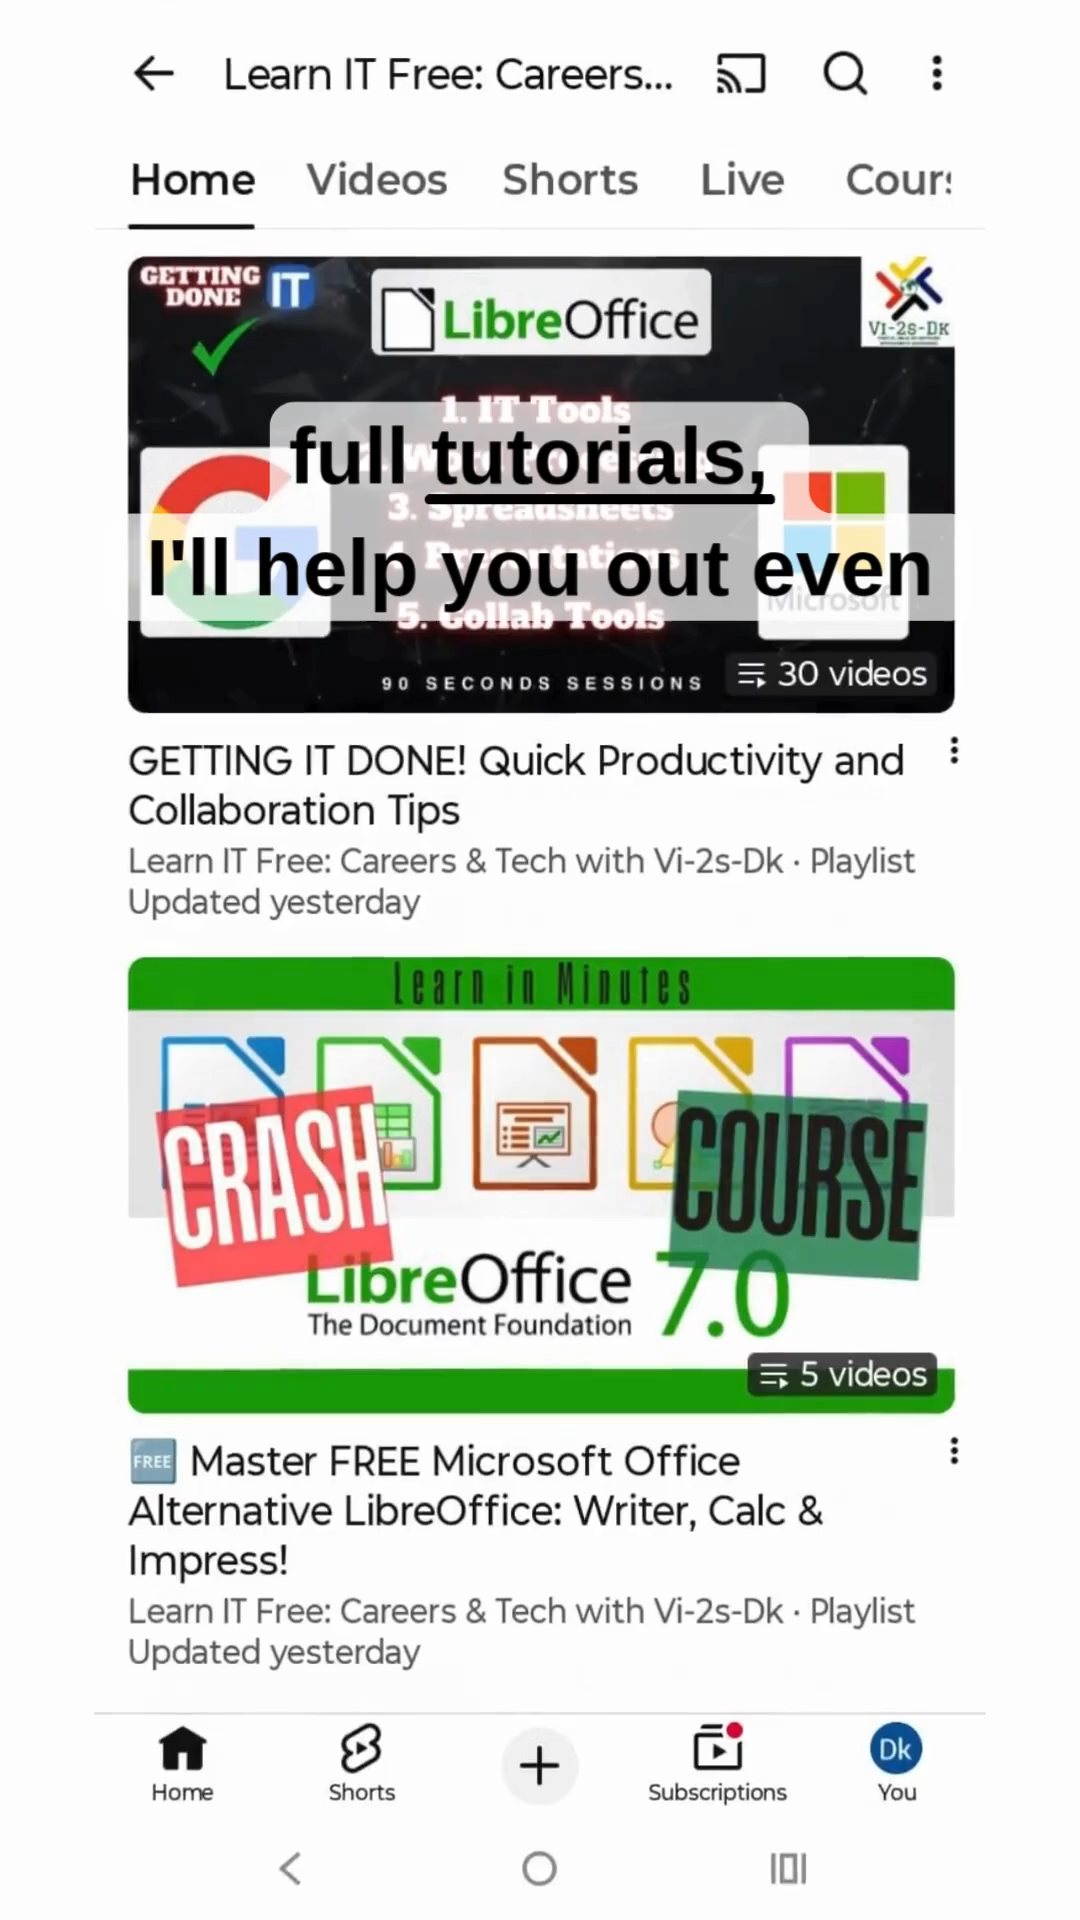 Learn IT Free: Careers...
Home Videos Shorts Live Cour
GETTING
DONE IT
LibreOffice
Vi-2s-Dk
1. IT Tools
full tutorials,
3. Spreadsheets
I'll help you out even
4. Presentations
Microsoft
5. Collab Tools
90 SECONDS SESSIONS
30 videos
GETTING IT DONE! Quick Productivity and
Collaboration Tips
Learn IT Free: Careers & Tech with Vi-2s-Dk · Playlist
Updated yesterday
Learn in Minutes
CRASH
COURSE
LibreOffice 7.0
The Document Foundation
5 videos
FREE Master FREE Microsoft Office
Alternative LibreOffice: Writer, Calc &
Impress!
Learn IT Free: Careers & Tech with Vi-2s-Dk · Playlist
Updated yesterday
Home Shorts Subscriptions Dk You